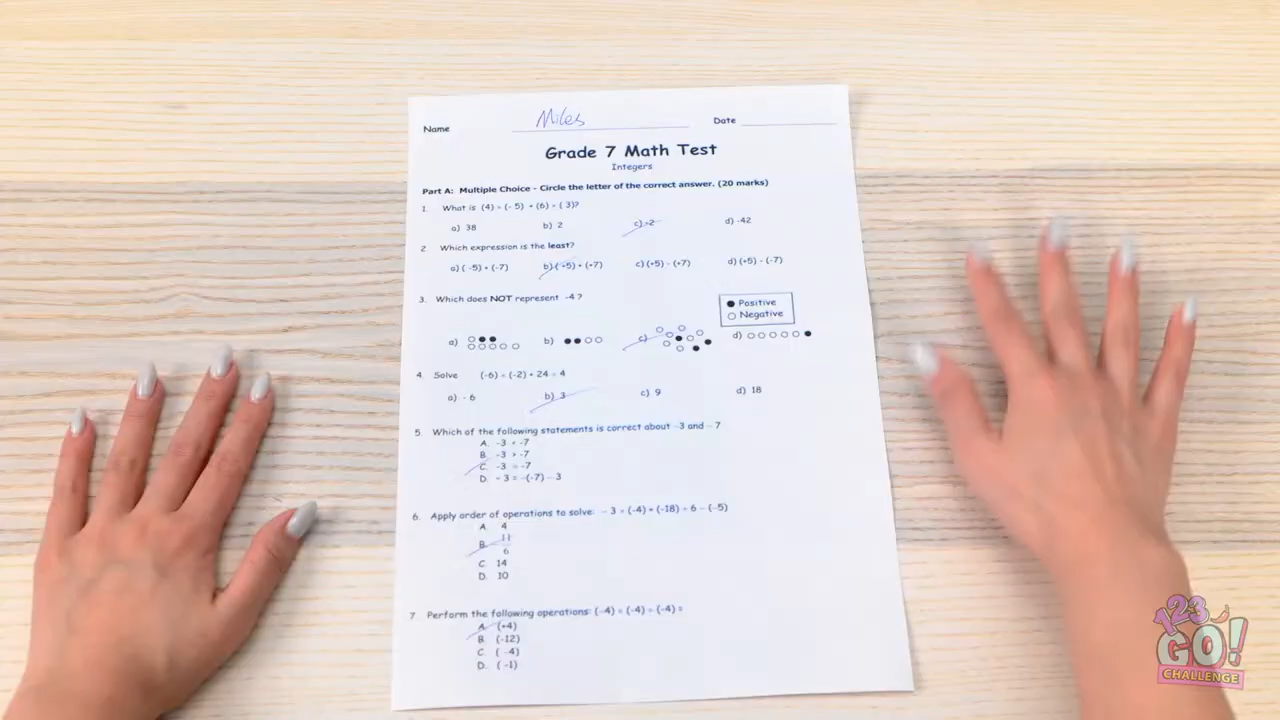 Name Miles Date
Grade 7 Math Test
Integers
Part A: Multiple Choice - Circle the letter of the correct answer. (20 marks)
1. What is (4) × (- 5) + (6) × ( 3)?
a) 38 b) 2 c) -2 d) -42
2. Which expression is the least?
a) ( -5) + (-7) b) (+5) + (+7) c) (+5) - (+7) d) (+5) - (-7)
3. Which does NOT represent -4?
Positive
Negative
a) b) c) d)
4. Solve (-6) × (-2) + 24 ÷ 4
a) - 6 b) 3 c) 9 d) 18
5. Which of the following statements is correct about -3 and - 7
A. -3 < -7
B. -3 > -7
C. -3 = -7
D. - 3 = -(-7) - 3
6. Apply order of operations to solve: - 3 × (-4) + (-18) ÷ 6 - (-5)
A. 4
B. 11
6
C. 14
D. 10
7 Perform the following operations: (-4) × (-4) ÷ (-4) =
A. (+4)
B. (-12)
C. ( -4)
D. ( -1)
123
GO!
CHALLENGE